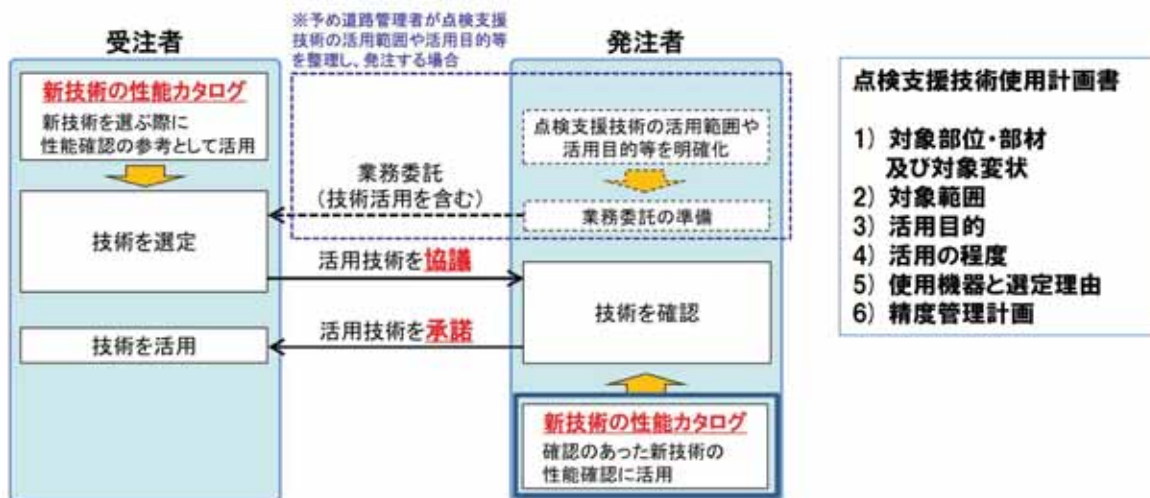 ※予め道路管理者が点検支援
技術の活用範囲や活用目的等
を整理し、発注する場合
受注者
発注者
新技術の性能カタログ
新技術を選ぶ際に
性能確認の参考として活用
技術を選定
技術を活用
業務委託
(技術活用を含む)
活用技術を協議
活用技術を承諾
点検支援技術の活用範囲や
活用目的等を明確化
業務委託の準備
技術を確認
新技術の性能カタログ
確認のあった新技術の
性能確認に活用
点検支援技術使用計画書
1) 対象部位・部材
及び対象変状
2) 対象範囲
3) 活用目的
4) 活用の程度
5) 使用機器と選定理由
6) 精度管理計画